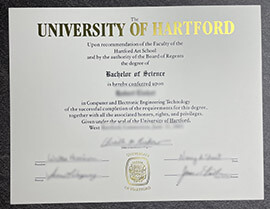 The
UNIVERSITY OF HARTFORD
Upon recommendation of the Faculty of the
Hartford Art School
and by the authority of the Board of Regents
the degree of
Bachelor of Science
is hereby conferred upon
in Computer and Electronic Engineering Technology
of the successful completion of the requirements for this degree,
together with all the associated honors, rights, and privileges.
Given under the seal of the University of Hartford,
West
UNIVERSITY
OF HARTFORD